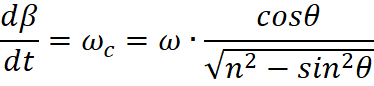 dβ/dt = ω_c = ω · cosθ/√(n² − sin²θ)